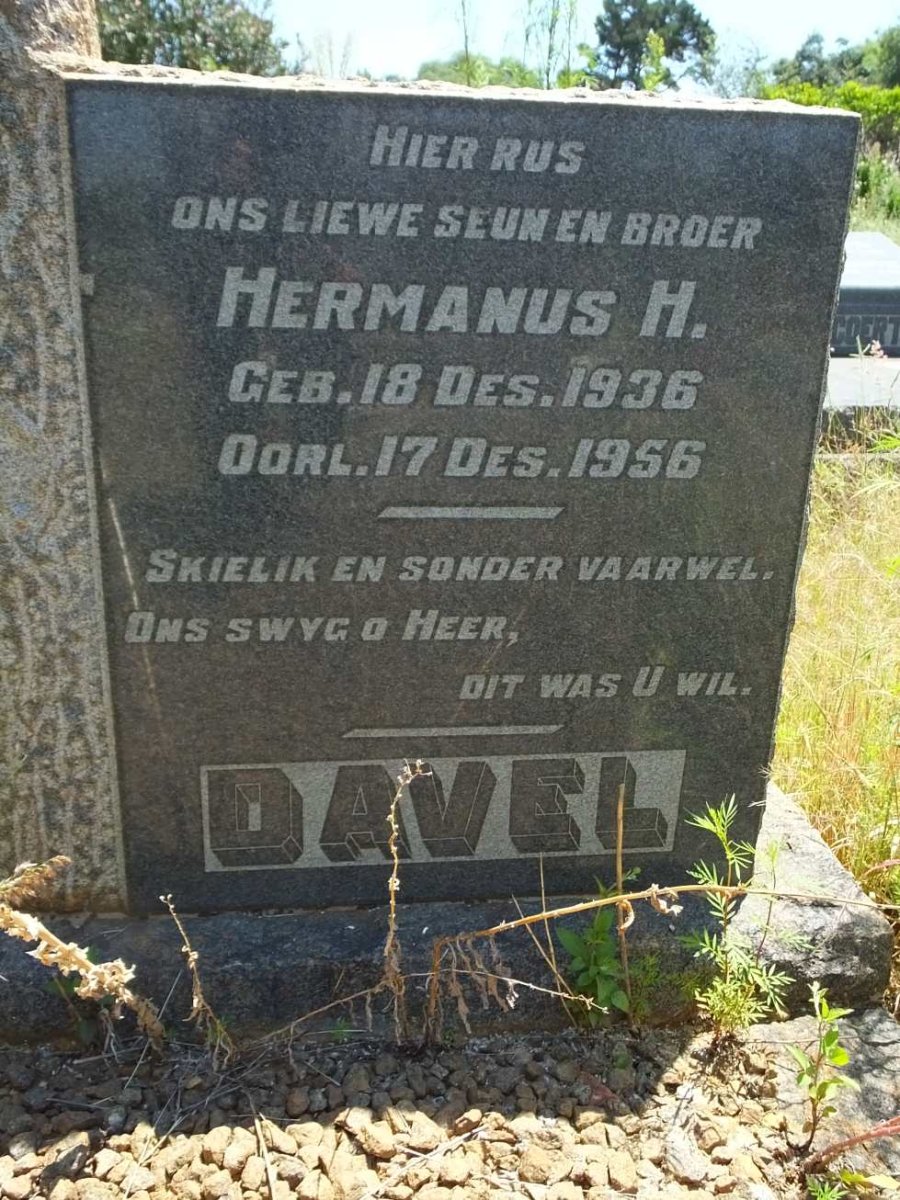 HIER RUS
ONS LIEWE SEUN EN BROER
HERMANUS H.
GEB. 18 DES. 1936
OORL. 17 DES. 1956
SKIELIK EN SONDER VAARWEL.
ONS SWYG O HEER,
DIT WAS U WIL.
DAVEL
COERT